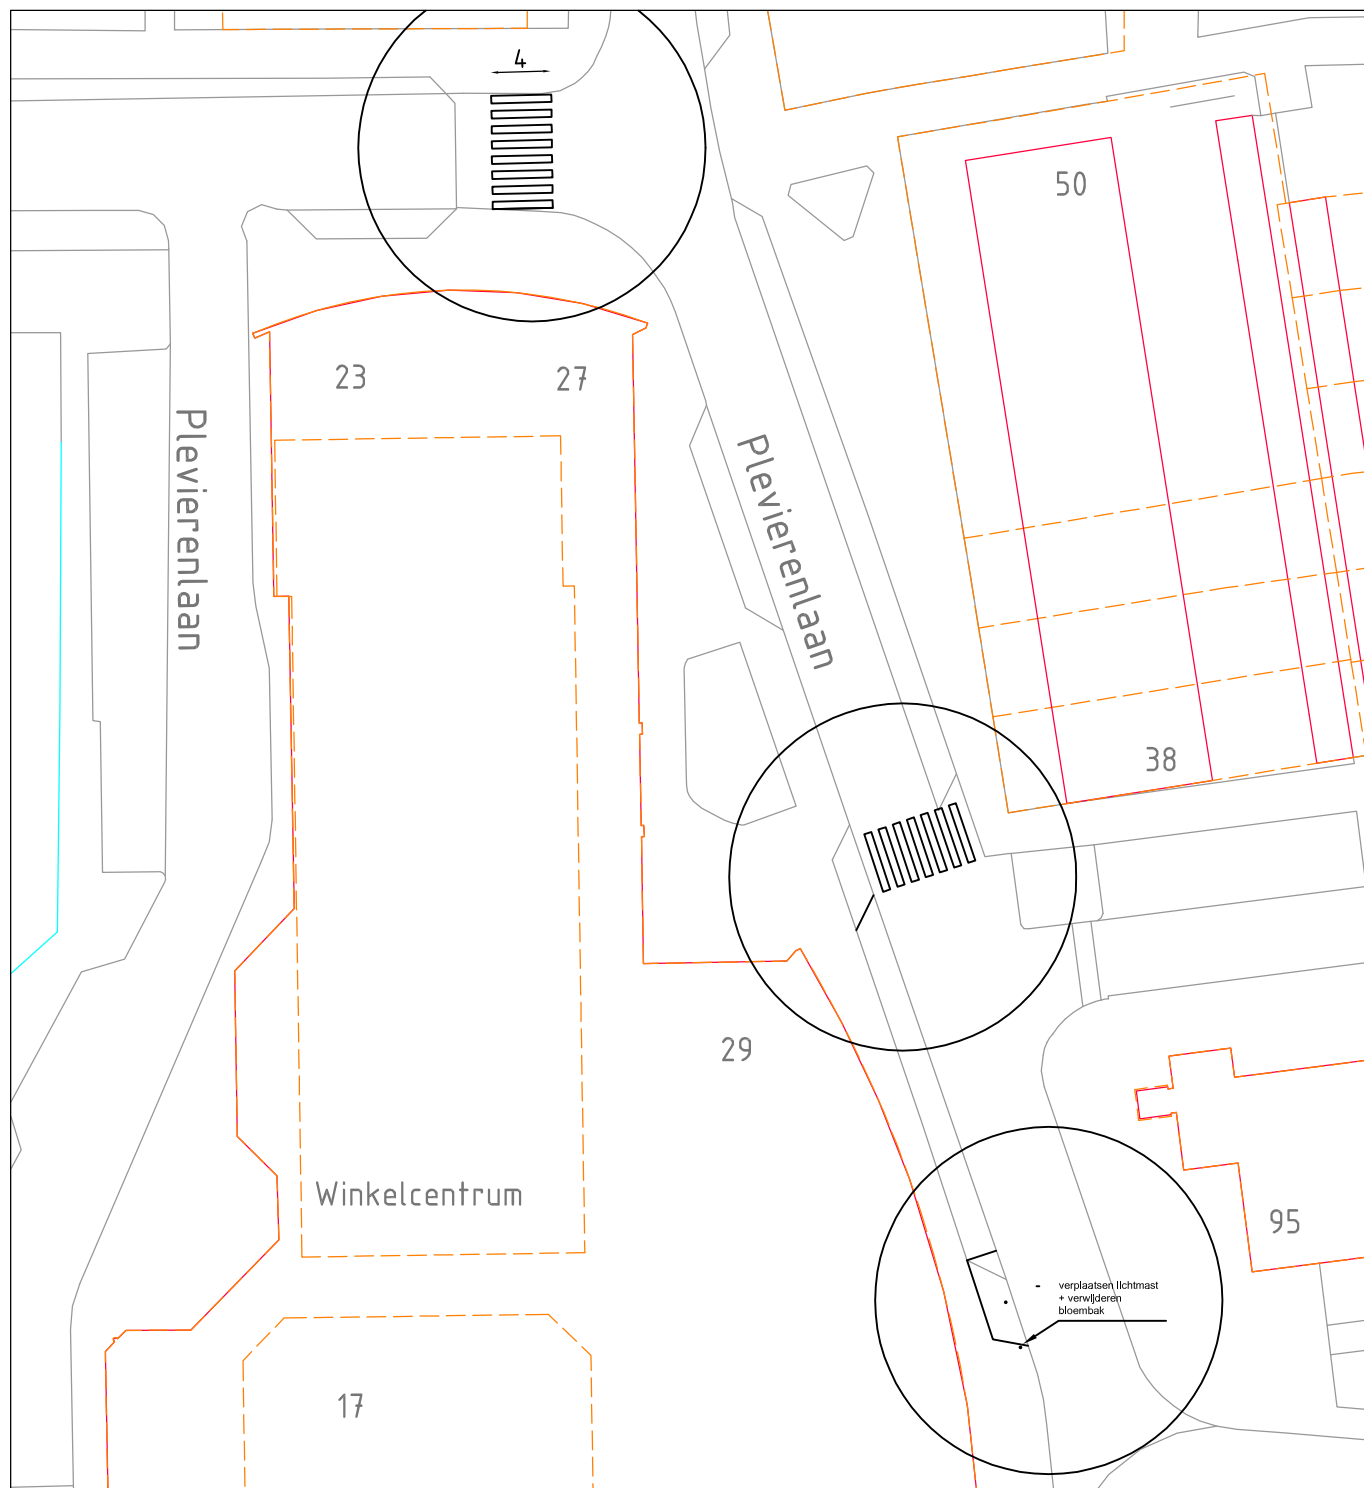 4
50
23
27
Plevierenlaan
Plevierenlaan
38
29
Winkelcentrum
95
- verplaatsen lichtmast
+ verwijderen
bloembak
17